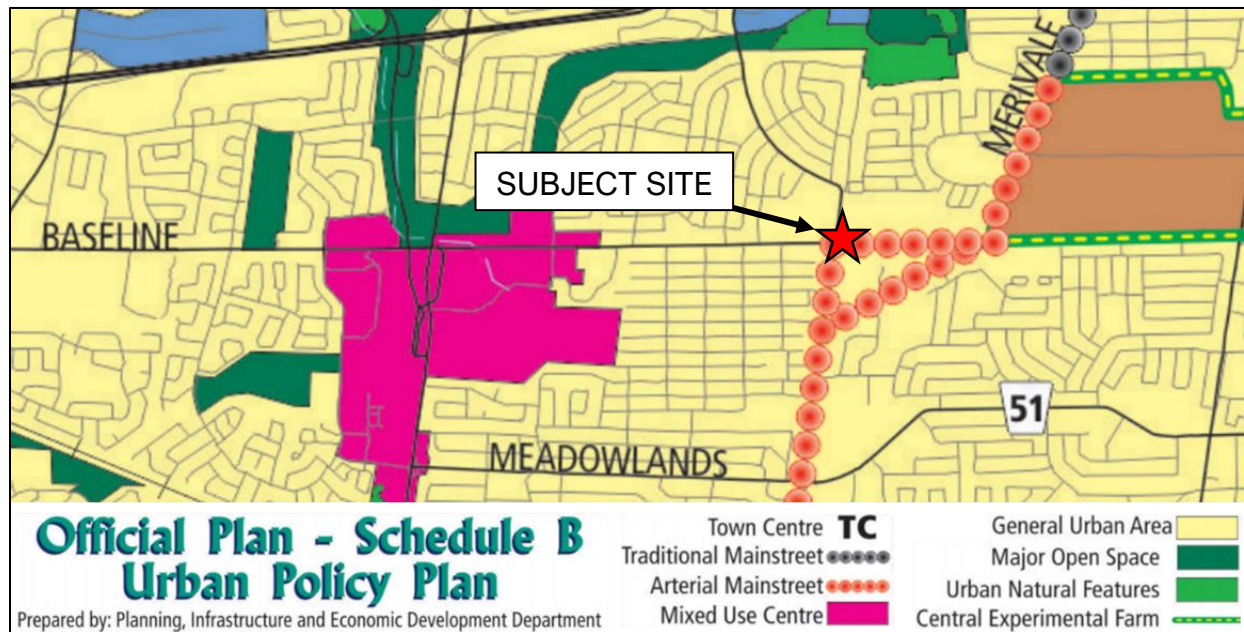 MERIVALE
SUBJECT SITE
BASELINE
51
MEADOWLANDS
Official Plan - Schedule B
Urban Policy Plan
Prepared by: Planning, Infrastructure and Economic Development Department
Town Centre TC
Traditional Mainstreet
Arterial Mainstreet
Mixed Use Centre
General Urban Area
Major Open Space
Urban Natural Features
Central Experimental Farm